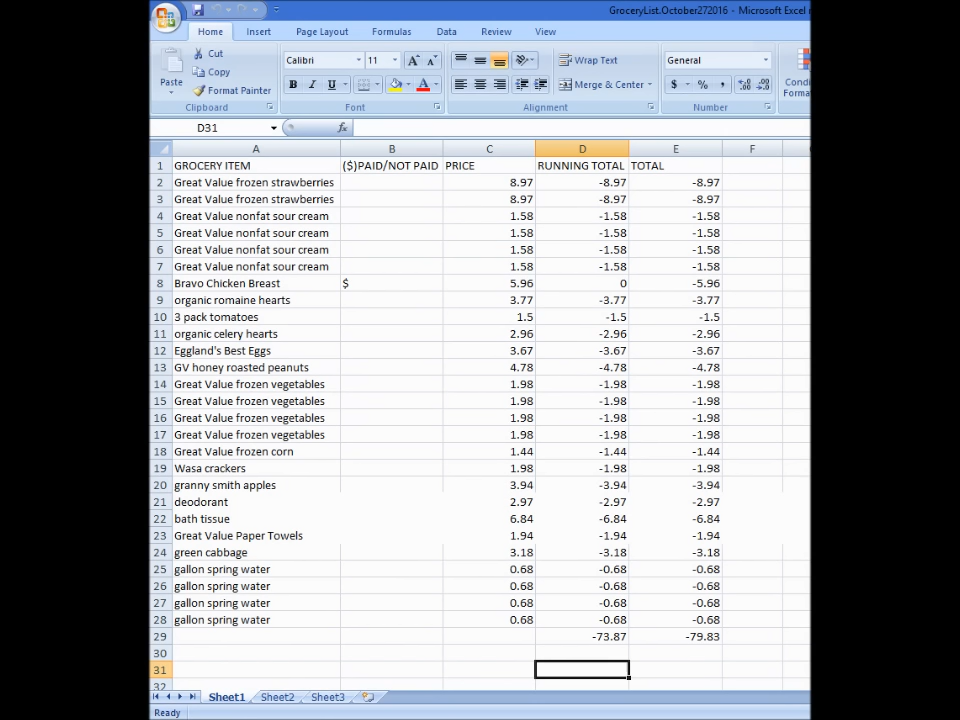 GroceryList.October272016 - Microsoft Excel
Home Insert Page Layout Formulas Data Review View
Cut
Copy
Format Painter
Paste
Calibri 11 A A
B I U A
Wrap Text
Merge & Center
General
$ % ,
Condi
Forma
Clipboard Font Alignment Number
D31 fx
A B C D E F
1 GROCERY ITEM ($)PAID/NOT PAID PRICE RUNNING TOTAL TOTAL
2 Great Value frozen strawberries 8.97 -8.97 -8.97
3 Great Value frozen strawberries 8.97 -8.97 -8.97
4 Great Value nonfat sour cream 1.58 -1.58 -1.58
5 Great Value nonfat sour cream 1.58 -1.58 -1.58
6 Great Value nonfat sour cream 1.58 -1.58 -1.58
7 Great Value nonfat sour cream 1.58 -1.58 -1.58
8 Bravo Chicken Breast $ 5.96 0 -5.96
9 organic romaine hearts 3.77 -3.77 -3.77
10 3 pack tomatoes 1.5 -1.5 -1.5
11 organic celery hearts 2.96 -2.96 -2.96
12 Eggland's Best Eggs 3.67 -3.67 -3.67
13 GV honey roasted peanuts 4.78 -4.78 -4.78
14 Great Value frozen vegetables 1.98 -1.98 -1.98
15 Great Value frozen vegetables 1.98 -1.98 -1.98
16 Great Value frozen vegetables 1.98 -1.98 -1.98
17 Great Value frozen vegetables 1.98 -1.98 -1.98
18 Great Value frozen corn 1.44 -1.44 -1.44
19 Wasa crackers 1.98 -1.98 -1.98
20 granny smith apples 3.94 -3.94 -3.94
21 deodorant 2.97 -2.97 -2.97
22 bath tissue 6.84 -6.84 -6.84
23 Great Value Paper Towels 1.94 -1.94 -1.94
24 green cabbage 3.18 -3.18 -3.18
25 gallon spring water 0.68 -0.68 -0.68
26 gallon spring water 0.68 -0.68 -0.68
27 gallon spring water 0.68 -0.68 -0.68
28 gallon spring water 0.68 -0.68 -0.68
29 -73.87 -79.83
30
31
32
Sheet1 Sheet2 Sheet3
Ready